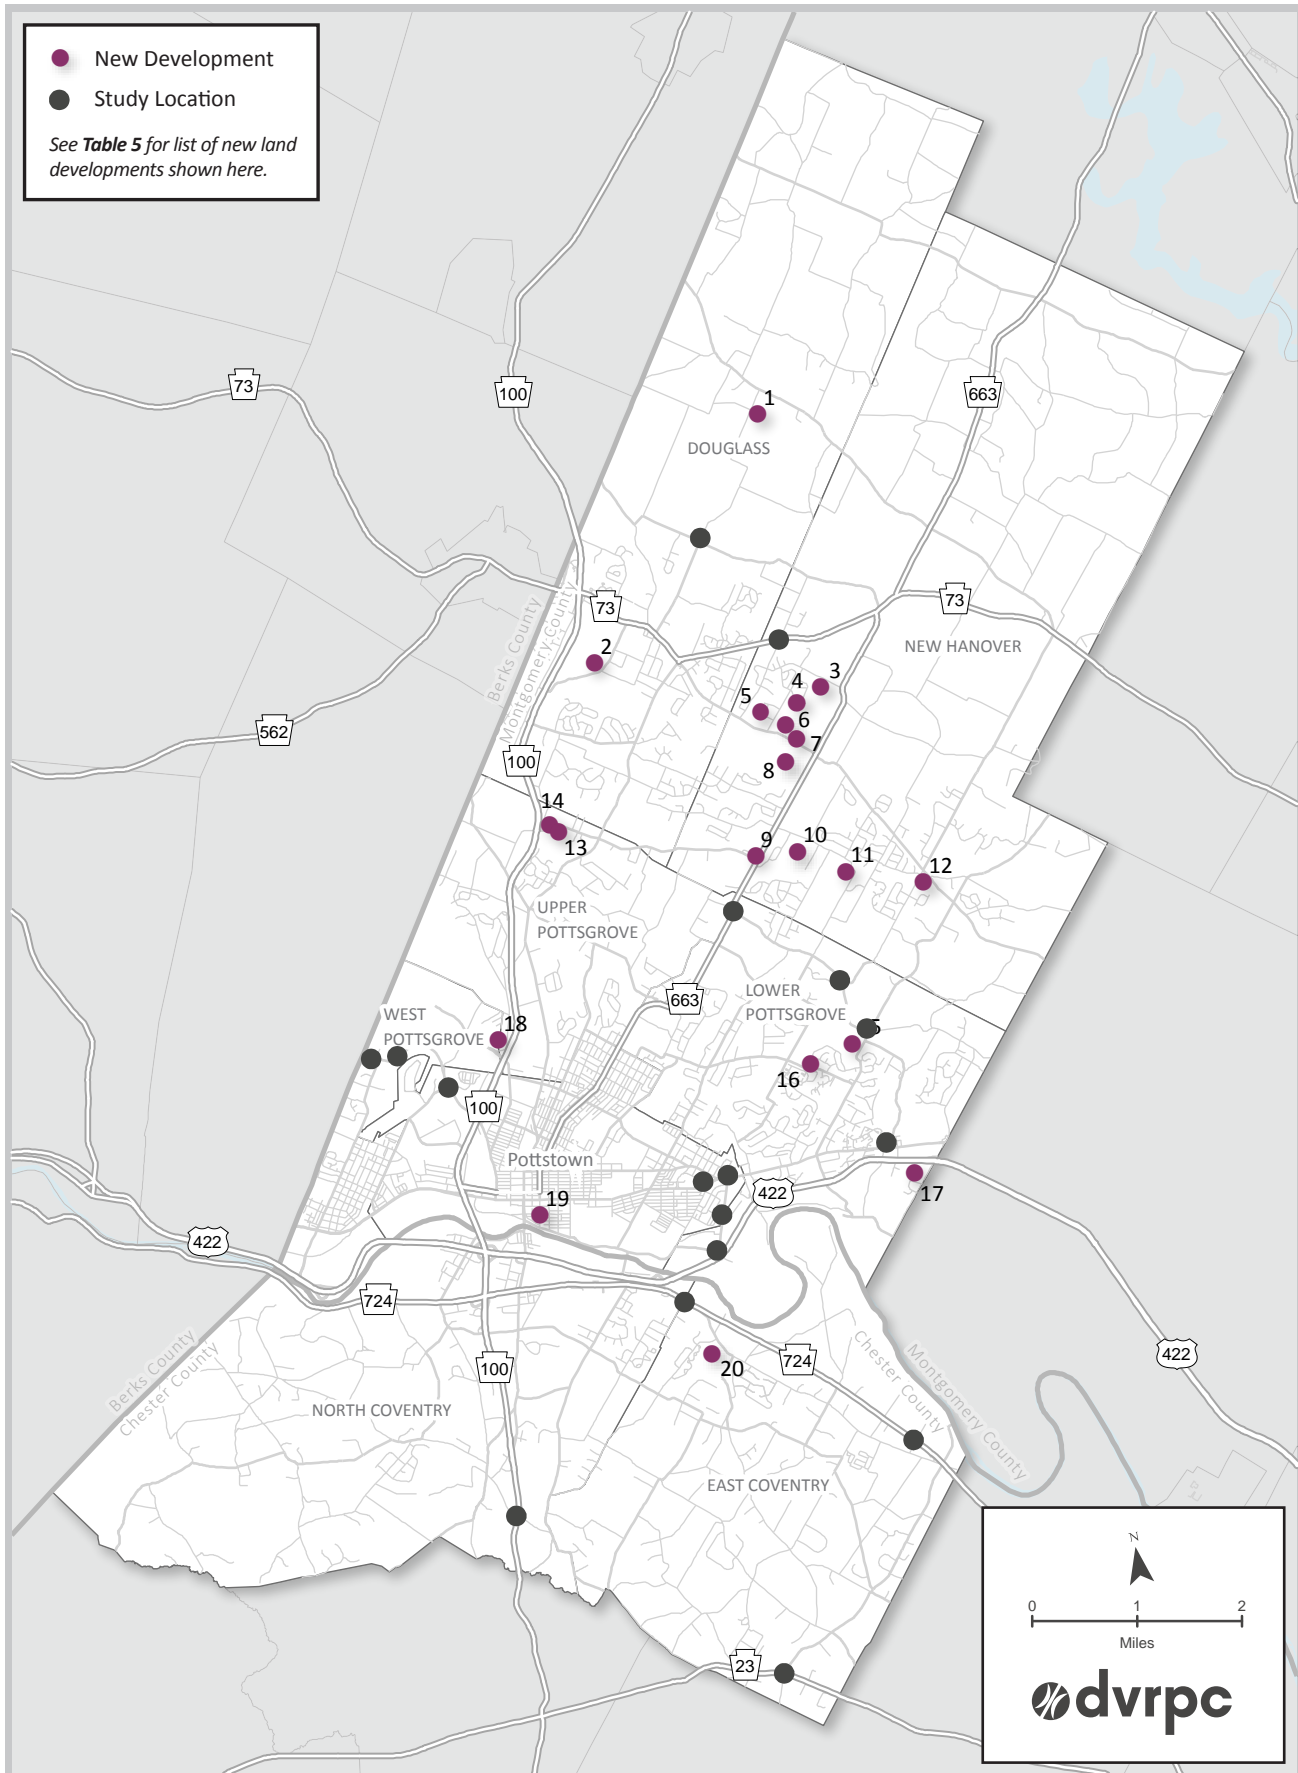 New Development
Study Location
See Table 5 for list of new land
developments shown here.
73
100
663
1
DOUGLASS
73
73
NEW HANOVER
Berks County
Montgomery County
2
3
4
5
6
7
8
562
100
14
13
9
10
11
12
UPPER
POTTSGROVE
663
LOWER
POTTSGROVE
WEST
POTTSGROVE
18
5
16
100
Pottstown
422
17
19
422
724
Berks County
Chester County
100
20
724
Chester County
Montgomery County
422
NORTH COVENTRY
EAST COVENTRY
N
0 1 2
Miles
23
dvrpc